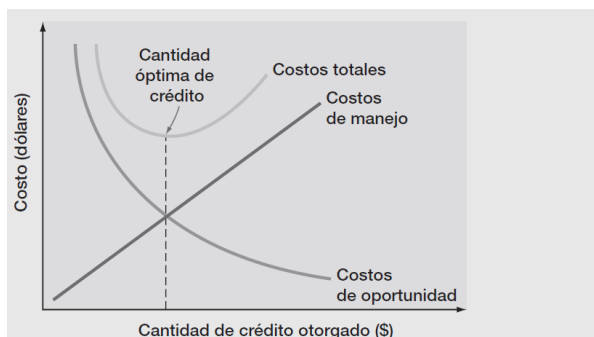 Cantidad
óptima de
crédito
Costos totales
Costos
de manejo
Costo (dólares)
Costos
de oportunidad
Cantidad de crédito otorgado ($)